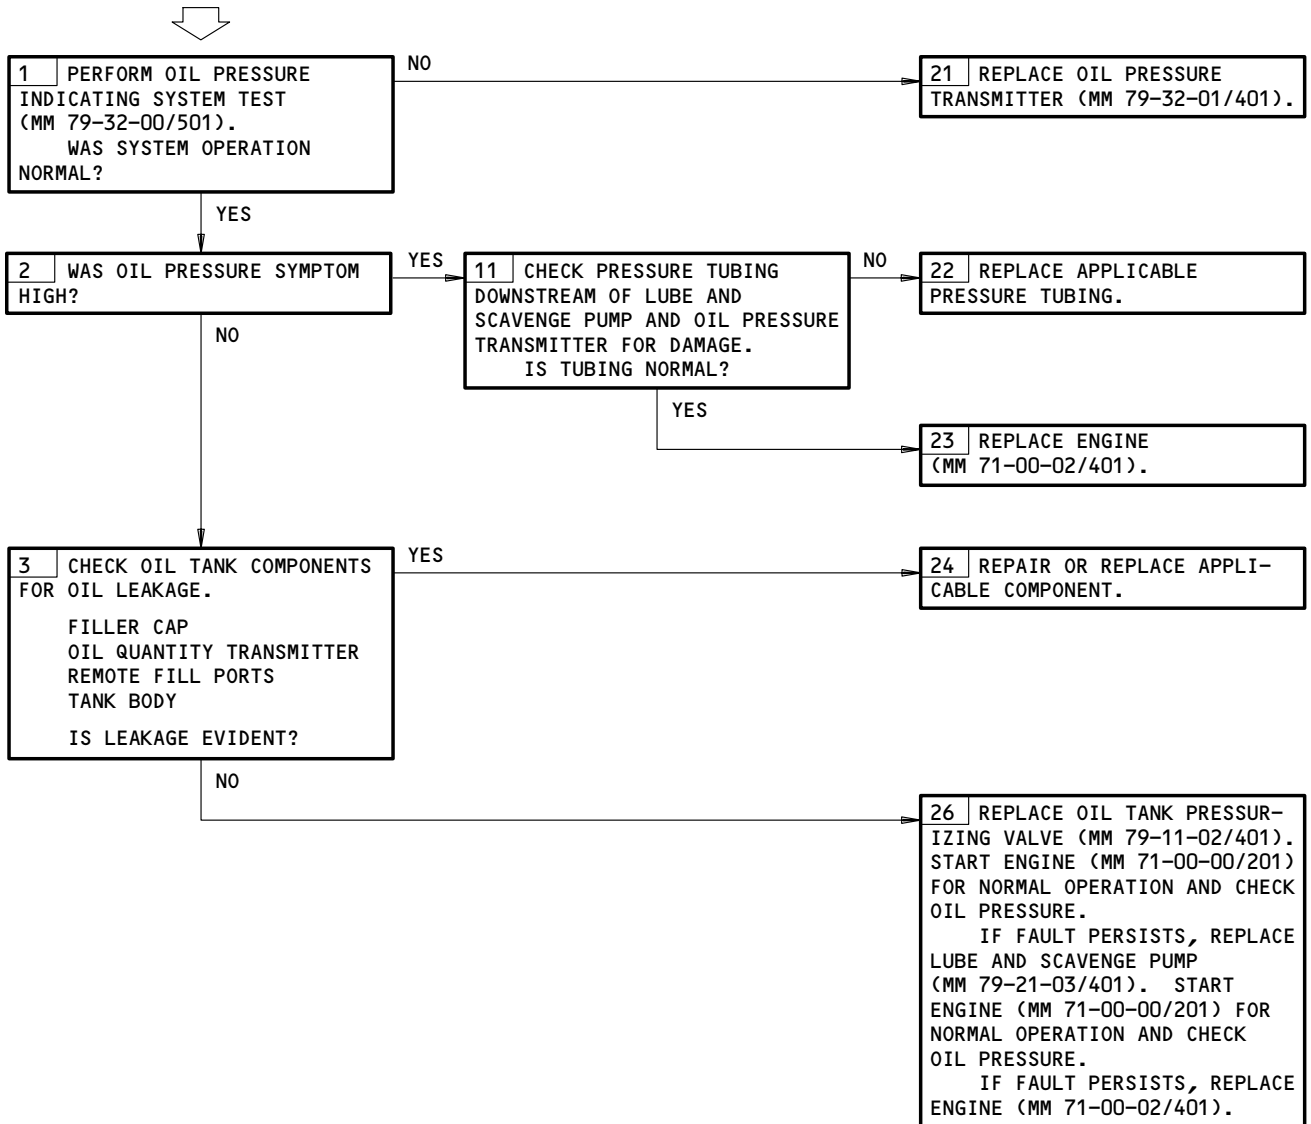 1 PERFORM OIL PRESSURE
INDICATING SYSTEM TEST
(MM 79-32-00/501).
WAS SYSTEM OPERATION
NORMAL?
NO
21 REPLACE OIL PRESSURE
TRANSMITTER (MM 79-32-01/401).
YES
2 WAS OIL PRESSURE SYMPTOM
HIGH?
YES
11 CHECK PRESSURE TUBING
DOWNSTREAM OF LUBE AND
SCAVENGE PUMP AND OIL PRESSURE
TRANSMITTER FOR DAMAGE.
IS TUBING NORMAL?
NO
22 REPLACE APPLICABLE
PRESSURE TUBING.
YES
23 REPLACE ENGINE
(MM 71-00-02/401).
NO
3 CHECK OIL TANK COMPONENTS
FOR OIL LEAKAGE.
FILLER CAP
OIL QUANTITY TRANSMITTER
REMOTE FILL PORTS
TANK BODY
IS LEAKAGE EVIDENT?
YES
24 REPAIR OR REPLACE APPLI-
CABLE COMPONENT.
NO
26 REPLACE OIL TANK PRESSUR-
IZING VALVE (MM 79-11-02/401).
START ENGINE (MM 71-00-00/201)
FOR NORMAL OPERATION AND CHECK
OIL PRESSURE.
IF FAULT PERSISTS, REPLACE
LUBE AND SCAVENGE PUMP
(MM 79-21-03/401). START
ENGINE (MM 71-00-00/201) FOR
NORMAL OPERATION AND CHECK
OIL PRESSURE.
IF FAULT PERSISTS, REPLACE
ENGINE (MM 71-00-02/401).